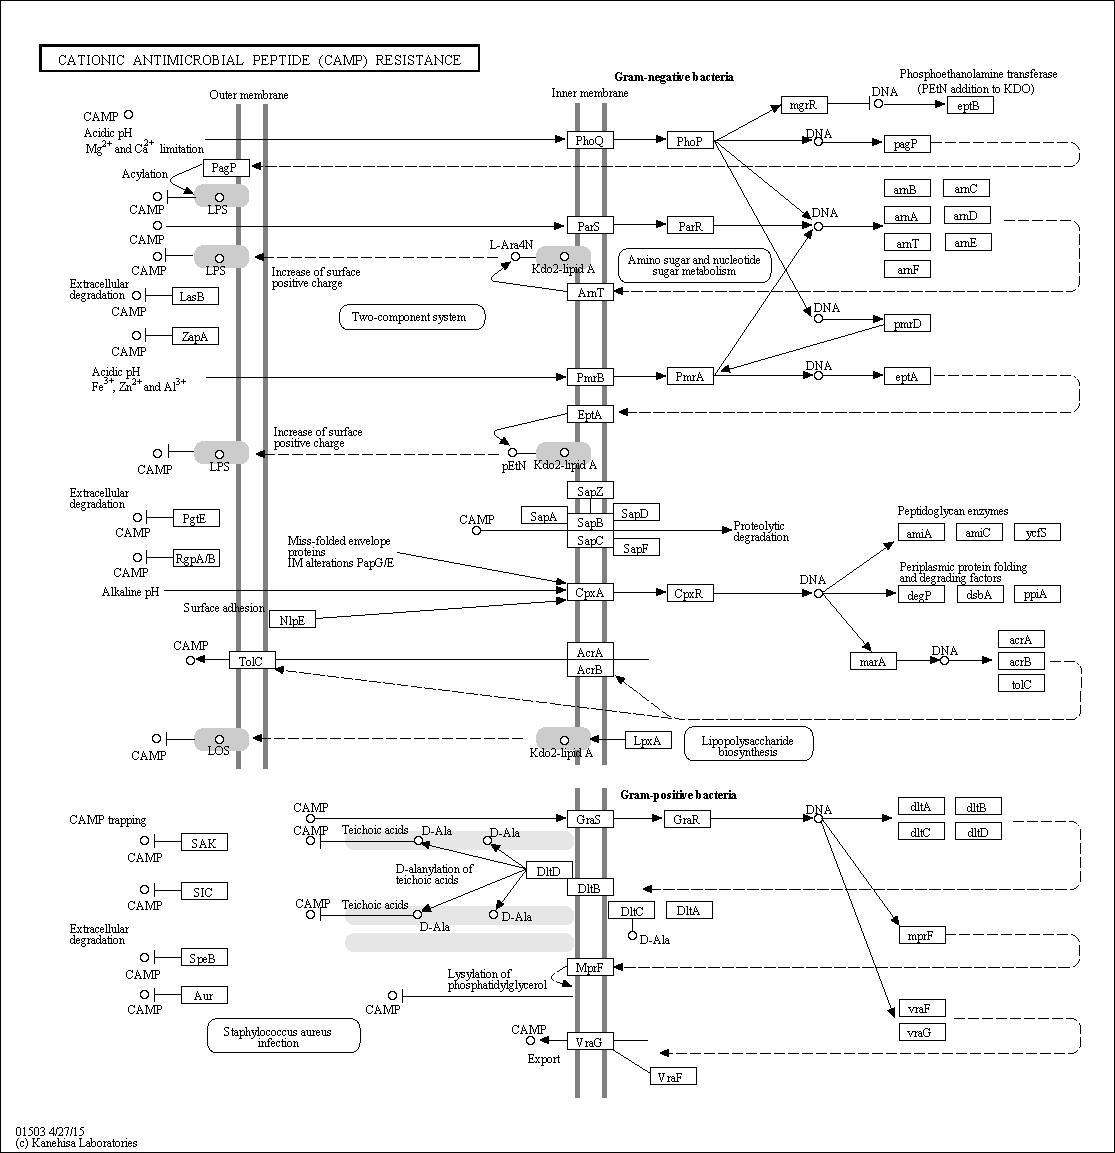 CATIONIC ANTIMICROBIAL PEPTIDE (CAMP) RESISTANCE
Gram-negative bacteria
Outer membrane
Inner membrane
Phosphoethanolamine transferase
(PEtN addition to KDO)
DNA
mgrR
eptB
CAMP
Acidic pH
Mg2+ and Ca2+ limitation
PhoQ
PhoP
DNA
pagP
PagP
Acylation
CAMP
LPS
arnB
arnC
CAMP
ParS
ParR
DNA
arnA
arnD
L-Ara4N
arnT
arnE
CAMP
LPS
Increase of surface
positive charge
Kdo2-lipid A
Amino sugar and nucleotide
sugar metabolism
arnF
Extracellular
degradation
LasB
CAMP
ArnT
Two-component system
DNA
pmrD
ZapA
CAMP
Acidic pH
Fe3+, Zn2+ and Al3+
PmrB
PmrA
DNA
eptA
EptA
Increase of surface
positive charge
CAMP
LPS
pEtN
Kdo2-lipid A
Extracellular
degradation
SapZ
PgtE
CAMP
CAMP
SapA
SapB
SapD
SapC
SapF
Proteolytic
degradation
Peptidoglycan enzymes
amiA
amiC
ycfS
Miss-folded envelope
proteins
IM alterations PapG/E
RgpA/B
CAMP
Periplasmic protein folding
and degrading factors
Alkaline pH
CpxA
CpxR
DNA
degP
dsbA
ppiA
Surface adhesion
NlpE
CAMP
TolC
AcrA
AcrB
marA
DNA
acrA
acrB
tolC
CAMP
LOS
Kdo2-lipid A
LpxA
Lipopolysaccharide
biosynthesis
Gram-positive bacteria
CAMP trapping
CAMP
GraS
GraR
DNA
dltA
dltB
dltC
dltD
SAK
CAMP
CAMP
Teichoic acids
D-Ala
D-Ala
D-alanylation of
teichoic acids
DltD
DltB
SIC
CAMP
CAMP
Teichoic acids
D-Ala
D-Ala
DltC
DltA
D-Ala
Extracellular
degradation
mprF
SpeB
CAMP
MprF
Lysylation of
phosphatidylglycerol
Aur
CAMP
CAMP
vraF
vraG
Staphylococcus aureus
infection
CAMP
Export
VraG
VraF
01503 4/27/15
(c) Kanehisa Laboratories